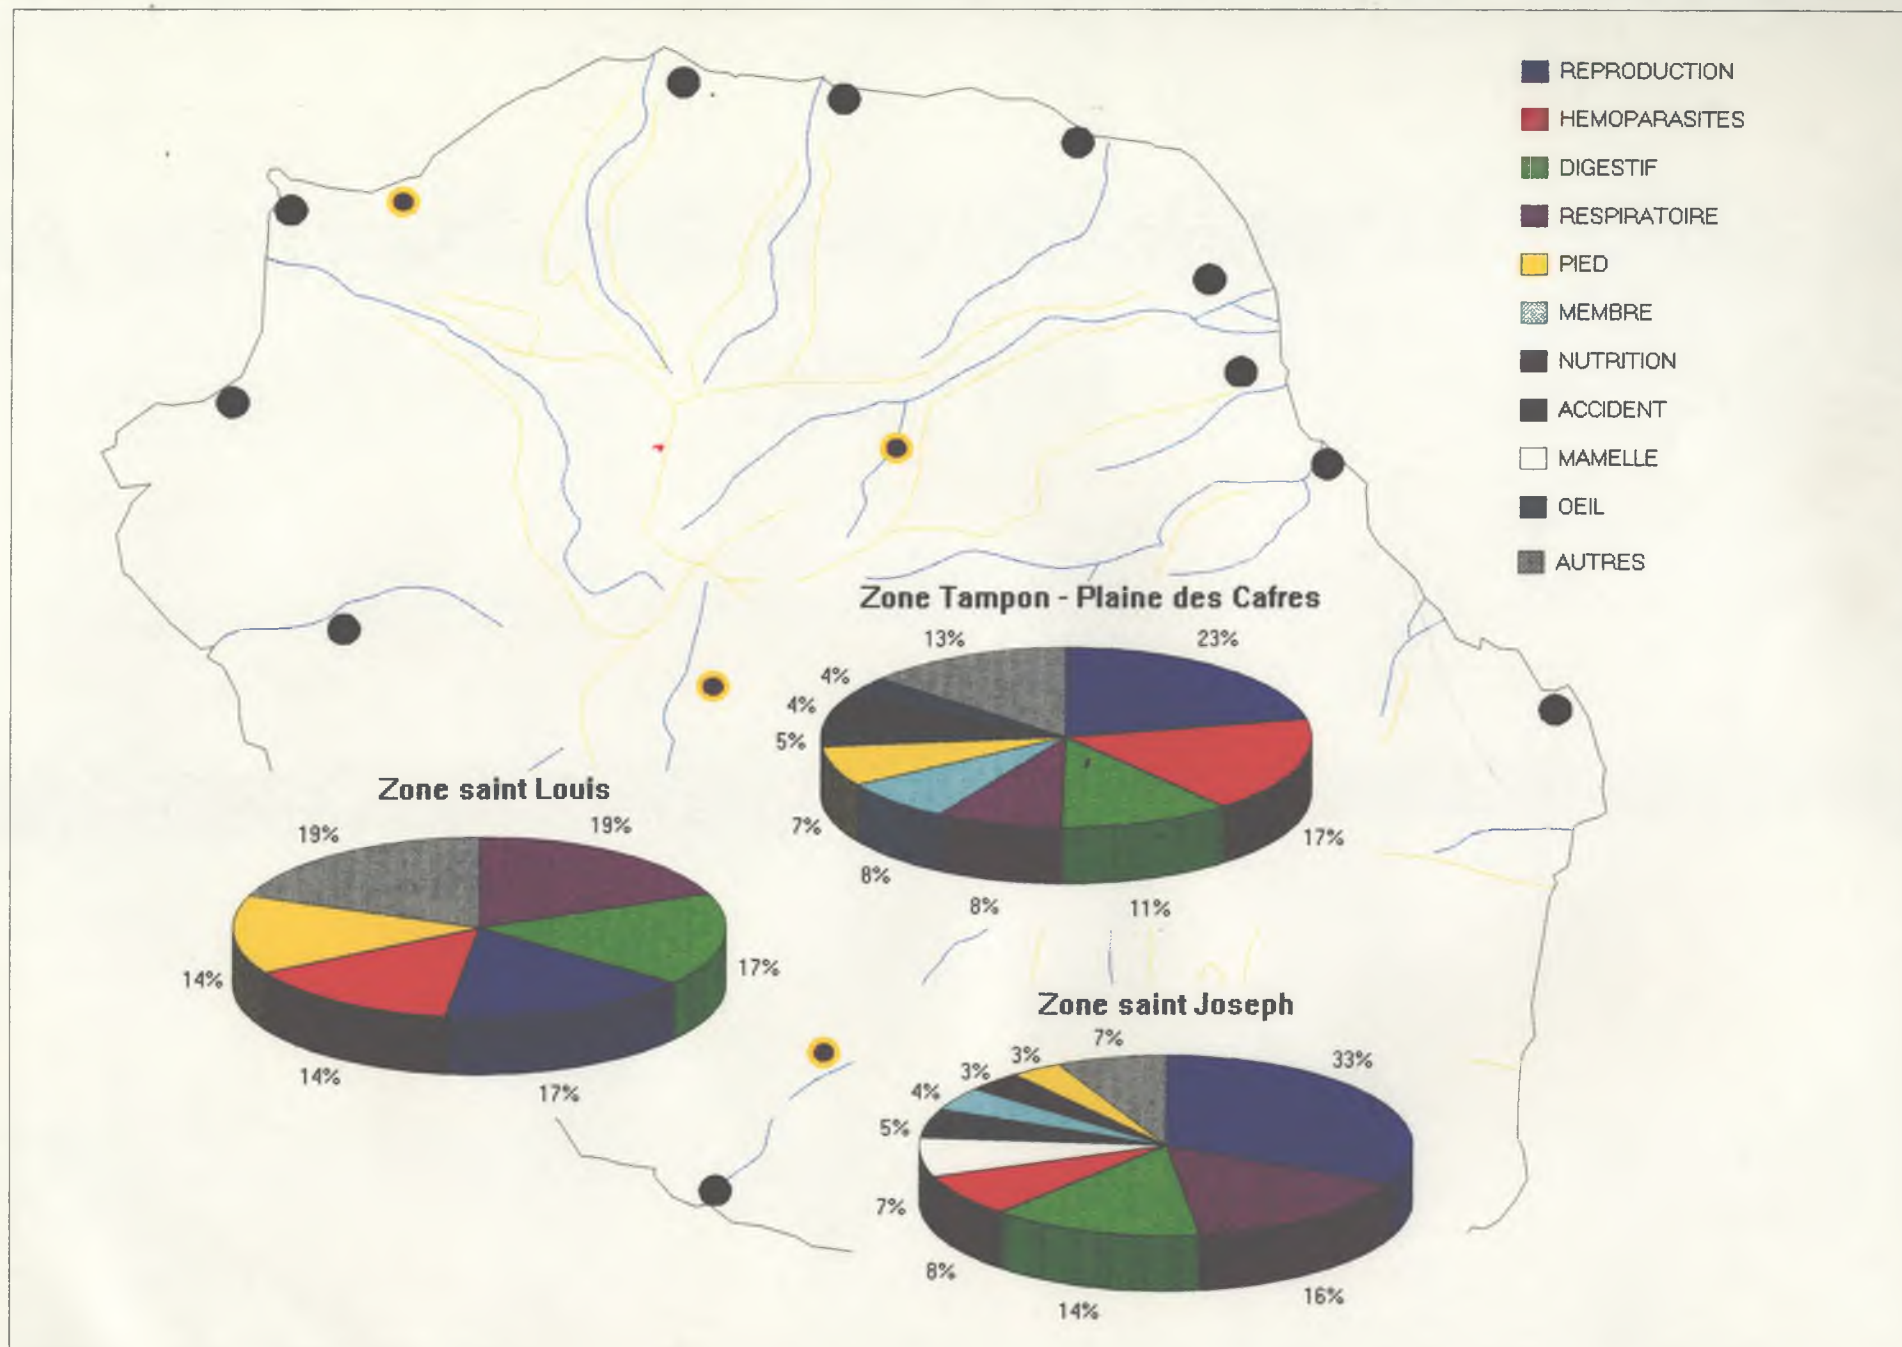 REPRODUCTION
HEMOPARASITES
DIGESTIF
RESPIRATOIRE
PIED
MEMBRE
NUTRITION
ACCIDENT
MAMELLE
OEIL
AUTRES
Zone Tampon - Plaine des Cafres
13%
23%
4%
4%
5%
7%
17%
8%
8%
11%
Zone saint Louis
19%
19%
14%
17%
14%
17%
Zone saint Joseph
7%
3%
33%
3%
4%
5%
7%
8%
16%
14%